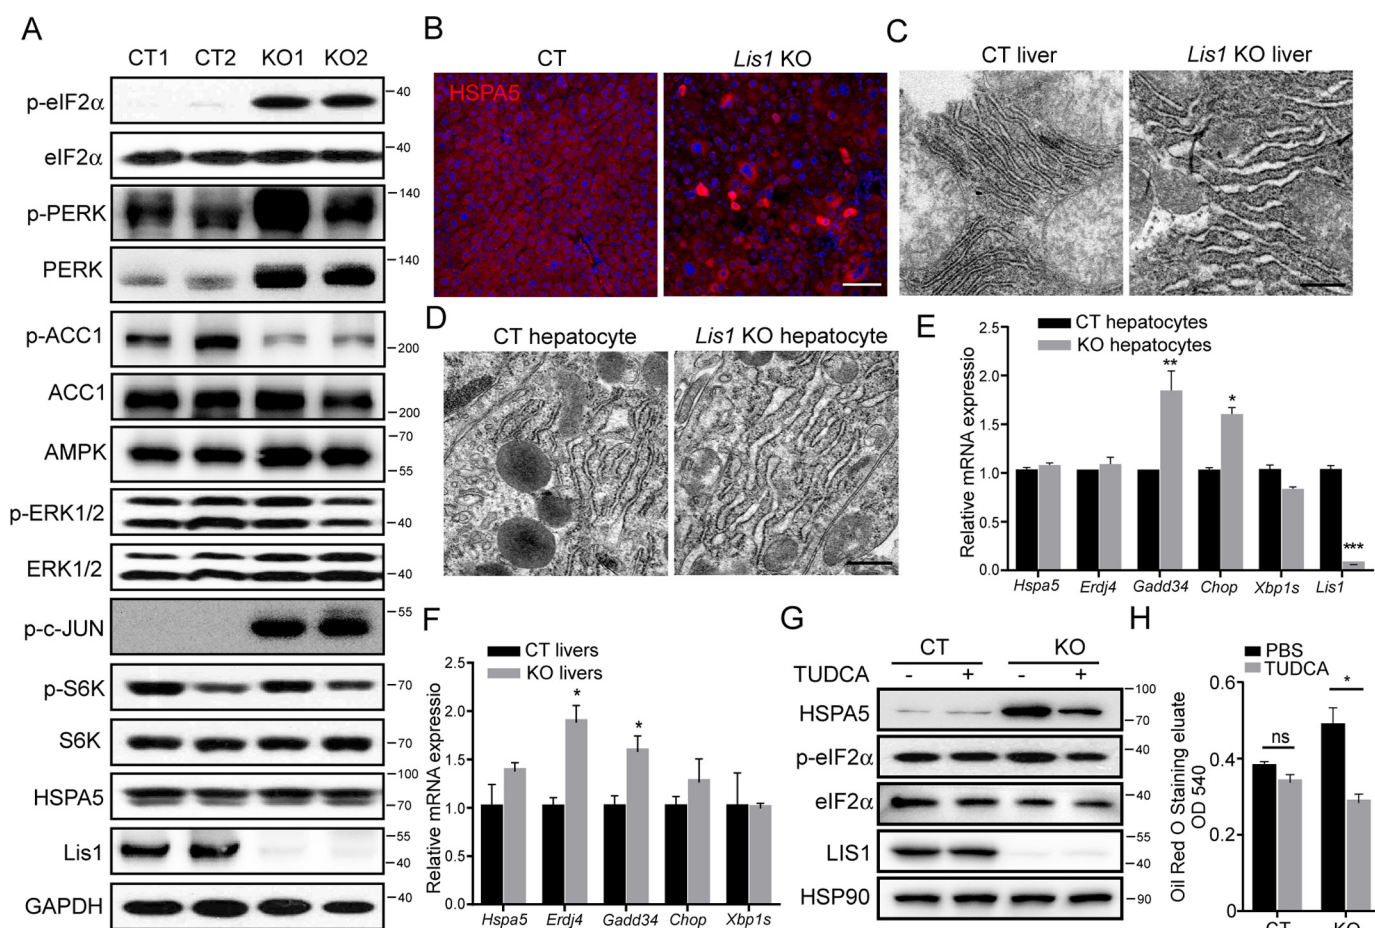 A
CT1 CT2 KO1 KO2
p-eIF2α
40
eIF2α
40
p-PERK
140
PERK
140
p-ACC1
200
ACC1
200
AMPK
70
55
p-ERK1/2
40
ERK1/2
40
p-c-JUN
55
p-S6K
70
S6K
70
HSPA5
100
70
Lis1
55
40
GAPDH
40
B
CT
Lis1 KO
HSPA5
C
CT liver
Lis1 KO liver
D
CT hepatocyte
Lis1 KO hepatocyte
E
CT hepatocytes
KO hepatocytes
Relative mRNA expressio
2.5
2.0
1.5
1.0
0.5
0.0
**
*
***
Hspa5 Erdj4 Gadd34 Chop Xbp1s Lis1
F
CT livers
KO livers
Relative mRNA expressio
2.5
2.0
1.5
1.0
0.5
0.0
*
*
Hspa5 Erdj4 Gadd34 Chop Xbp1s
G
CT KO
TUDCA - + - +
HSPA5
100
70
p-eIF2α
40
eIF2α
40
LIS1
55
40
HSP90
90
H
PBS
TUDCA
Oil Red O Staining eluate
OD 540
0.6
0.4
0.2
0
ns
*
CT KO